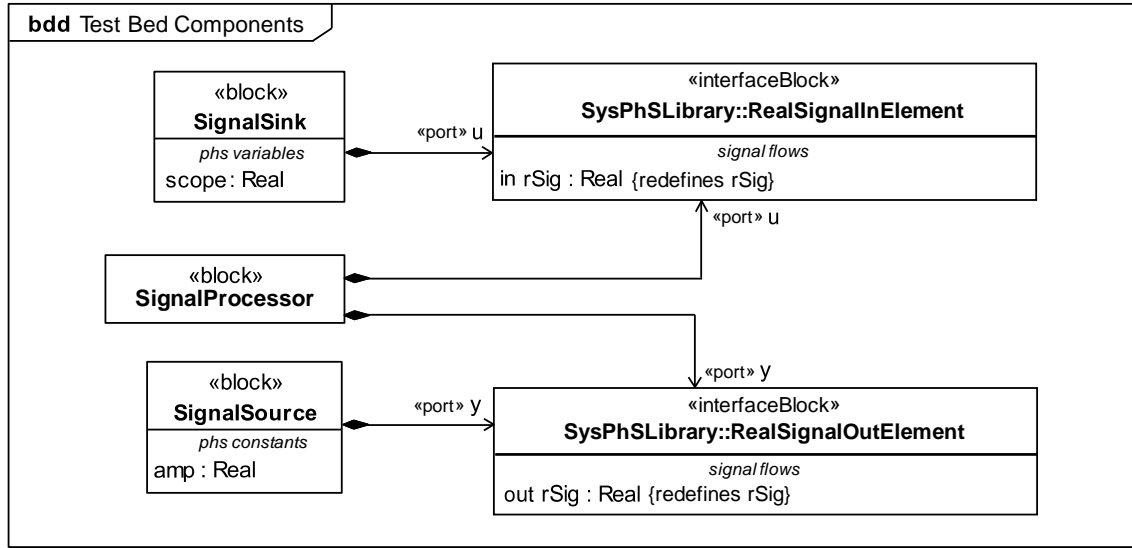 bdd Test Bed Components
«block»
SignalSink
phs variables
scope : Real
«port» u
«interfaceBlock»
SysPhSLibrary::RealSignalInElement
signal flows
in rSig : Real {redefines rSig}
«port» u
«block»
SignalProcessor
«port» y
«block»
SignalSource
phs constants
amp : Real
«port» y
«interfaceBlock»
SysPhSLibrary::RealSignalOutElement
signal flows
out rSig : Real {redefines rSig}